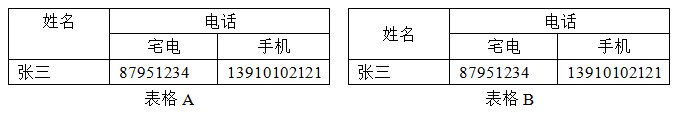 姓名 电话 姓名 电话
宅电 手机 宅电 手机
张三 87951234 13910102121 张三 87951234 13910102121
表格 A 表格 B